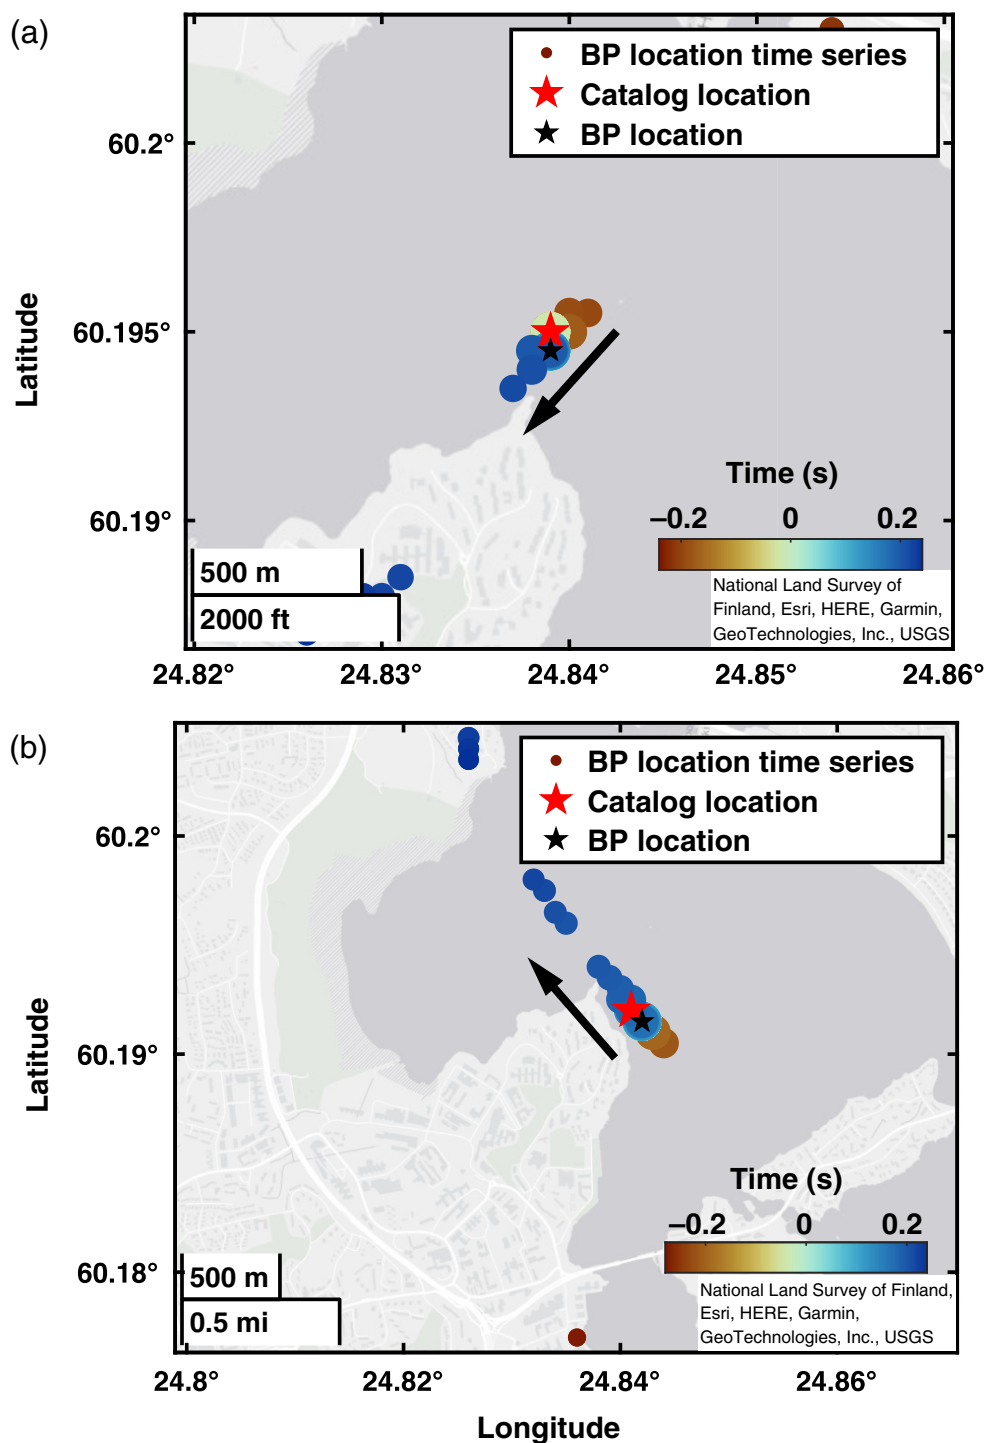 (a)
BP location time series
Catalog location
BP location
60.2°
60.195°
60.19°
Latitude
Time (s)
−0.2 0 0.2
500 m
2000 ft
National Land Survey of
Finland, Esri, HERE, Garmin,
GeoTechnologies, Inc., USGS
24.82° 24.83° 24.84° 24.85° 24.86°
(b)
BP location time series
Catalog location
BP location
60.2°
60.19°
60.18°
Latitude
Time (s)
−0.2 0 0.2
500 m
0.5 mi
National Land Survey of Finland,
Esri, HERE, Garmin,
GeoTechnologies, Inc., USGS
24.8° 24.82° 24.84° 24.86°
Longitude